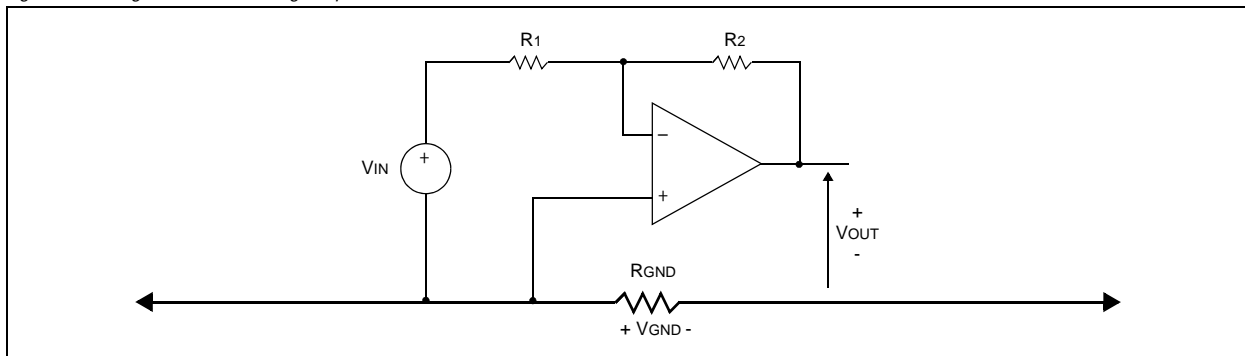 R1
R2
−
VIN
+
+
+
VOUT
-
RGND
+ VGND -